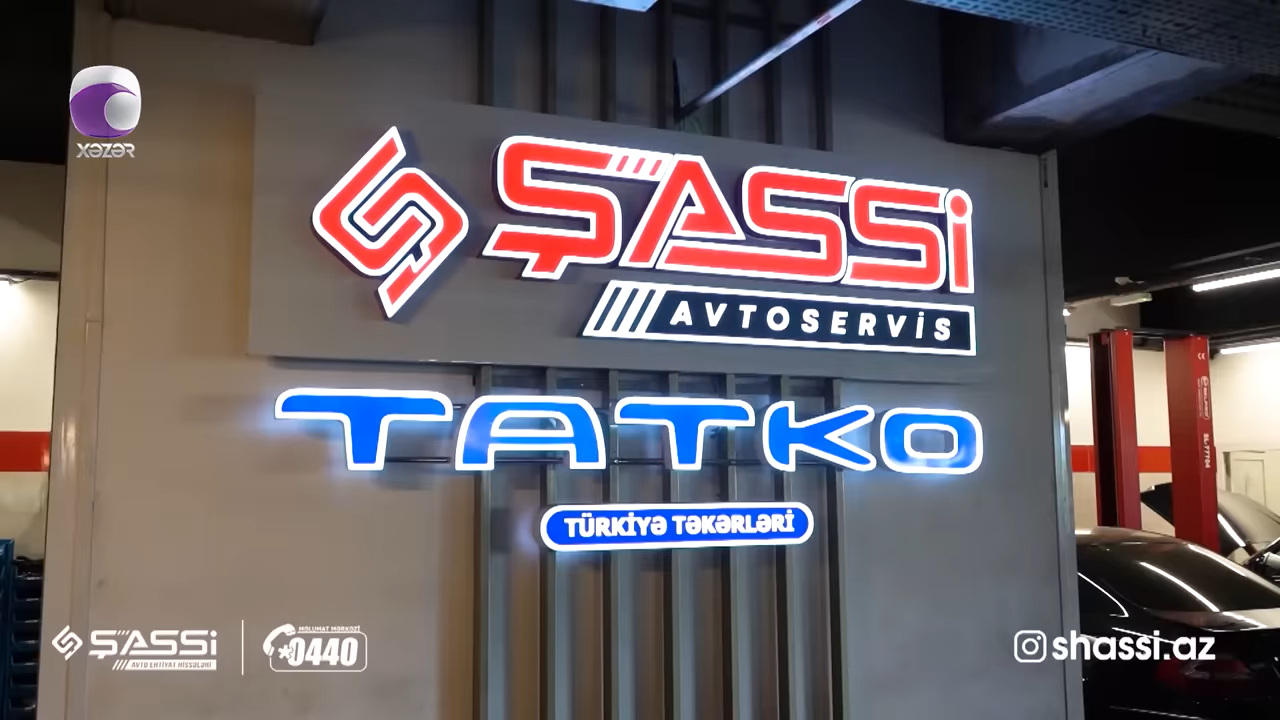 XƏZƏR
ŞASSİ
AVTOSERVİS
TATKO
TÜRKİYƏ TƏKƏRLƏRİ
ŞASSİ
AVTO EHTİYAT HİSSƏLƏRİ
MƏLUMAT MƏRKƏZİ
*0440
shassi.az